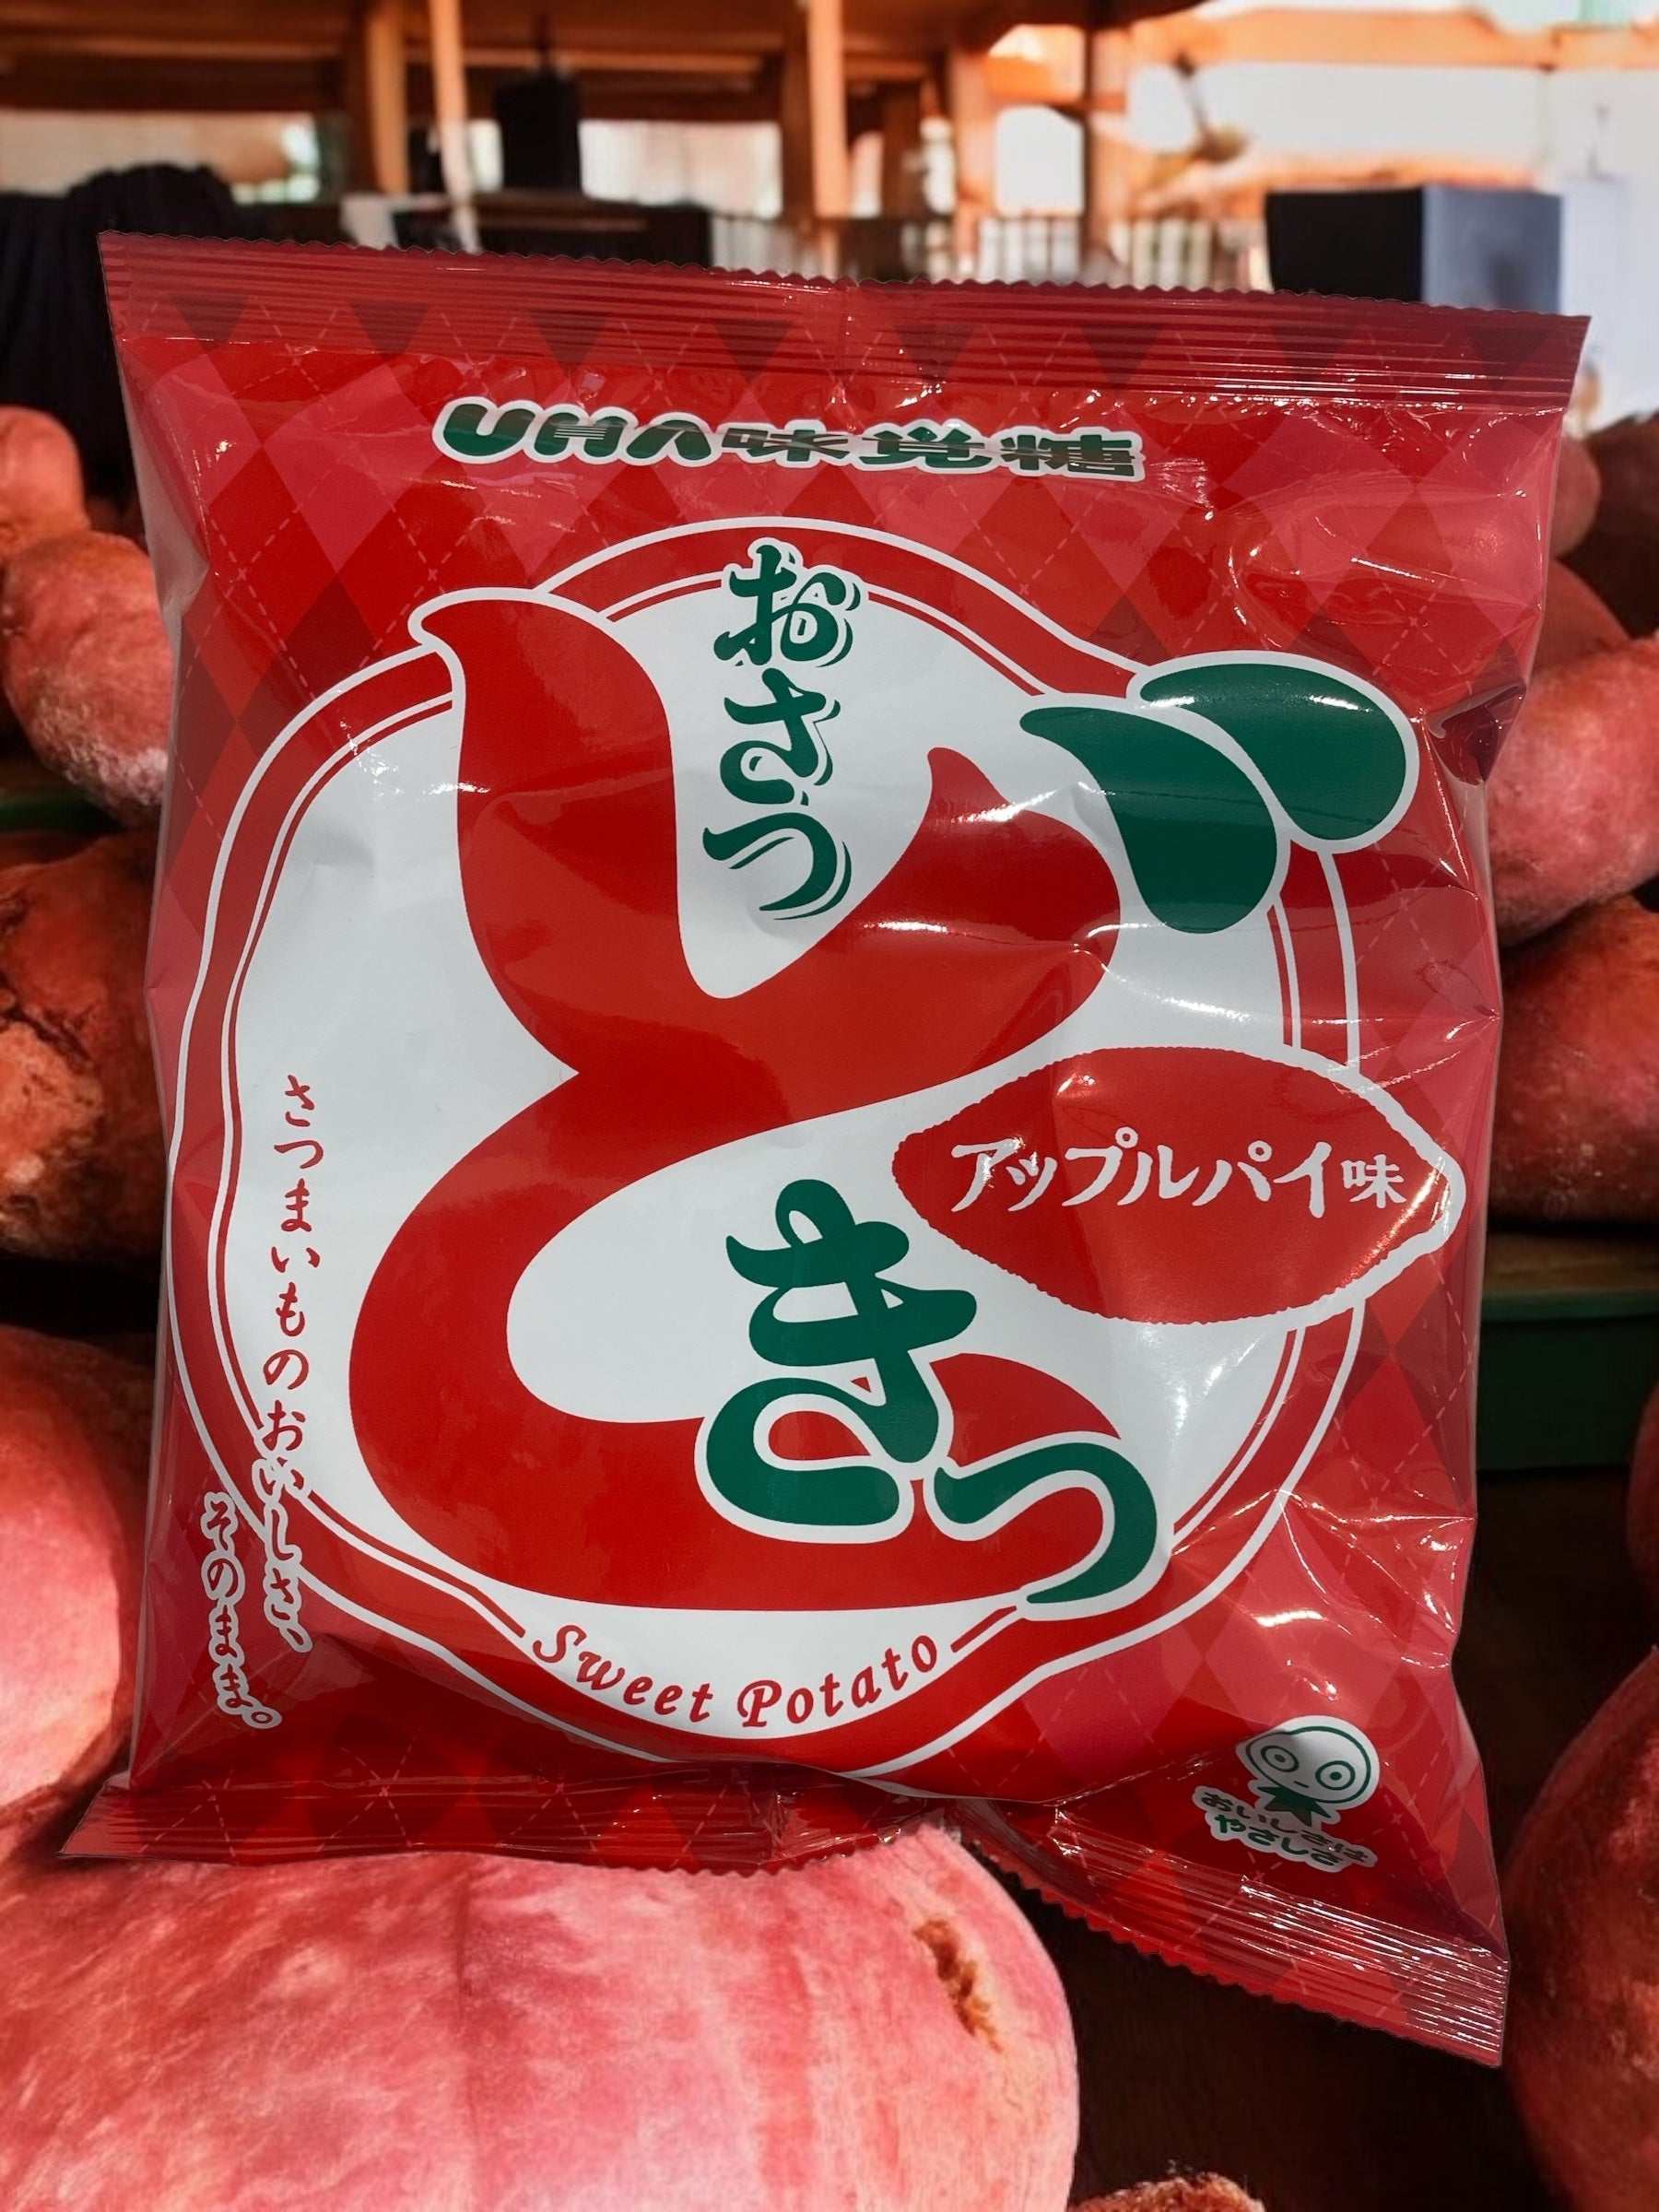 UHA味覚糖
おさつ
どきっ
アップルパイ味
さつまいものおいしさ、
そのまま。
Sweet Potato
おいしさは
やさしさ